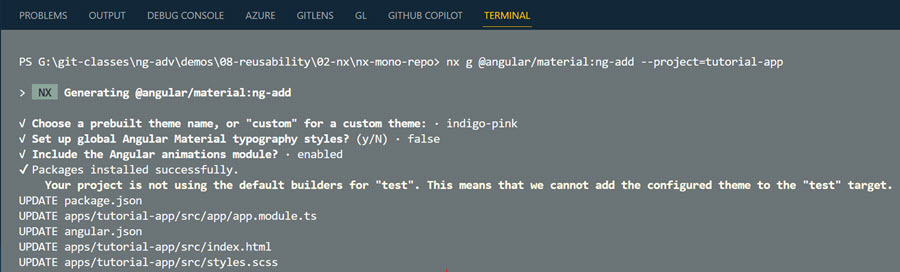 PROBLEMS OUTPUT DEBUG CONSOLE AZURE GITLENS GL GITHUB COPILOT TERMINAL
PS G:\git-classes\ng-adv\demos\08-reusability\02-nx\nx-mono-repo> nx g @angular/material:ng-add --project=tutorial-app
> NX Generating @angular/material:ng-add
√ Choose a prebuilt theme name, or "custom" for a custom theme: · indigo-pink
√ Set up global Angular Material typography styles? (y/N) · false
√ Include the Angular animations module? · enabled
✔ Packages installed successfully.
Your project is not using the default builders for "test". This means that we cannot add the configured theme to the "test" target.
UPDATE package.json
UPDATE apps/tutorial-app/src/app/app.module.ts
UPDATE angular.json
UPDATE apps/tutorial-app/src/index.html
UPDATE apps/tutorial-app/src/styles.scss